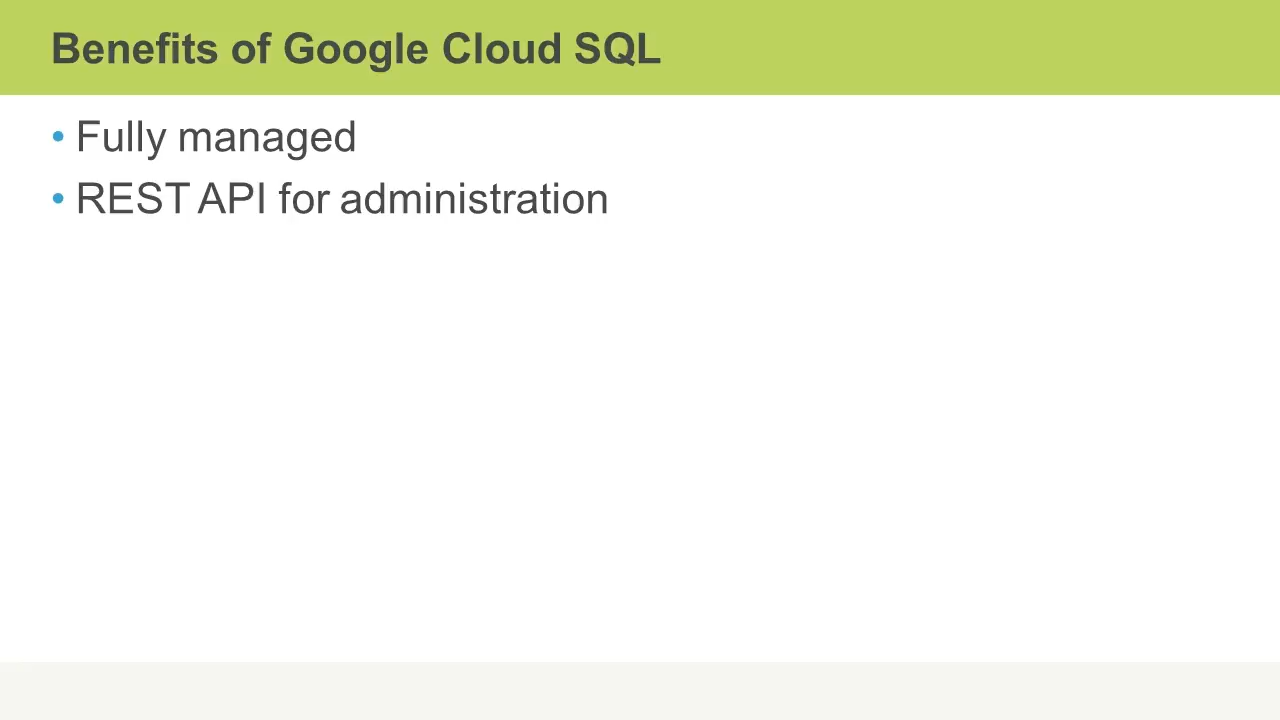 Benefits of Google Cloud SQL
• Fully managed
• REST API for administration